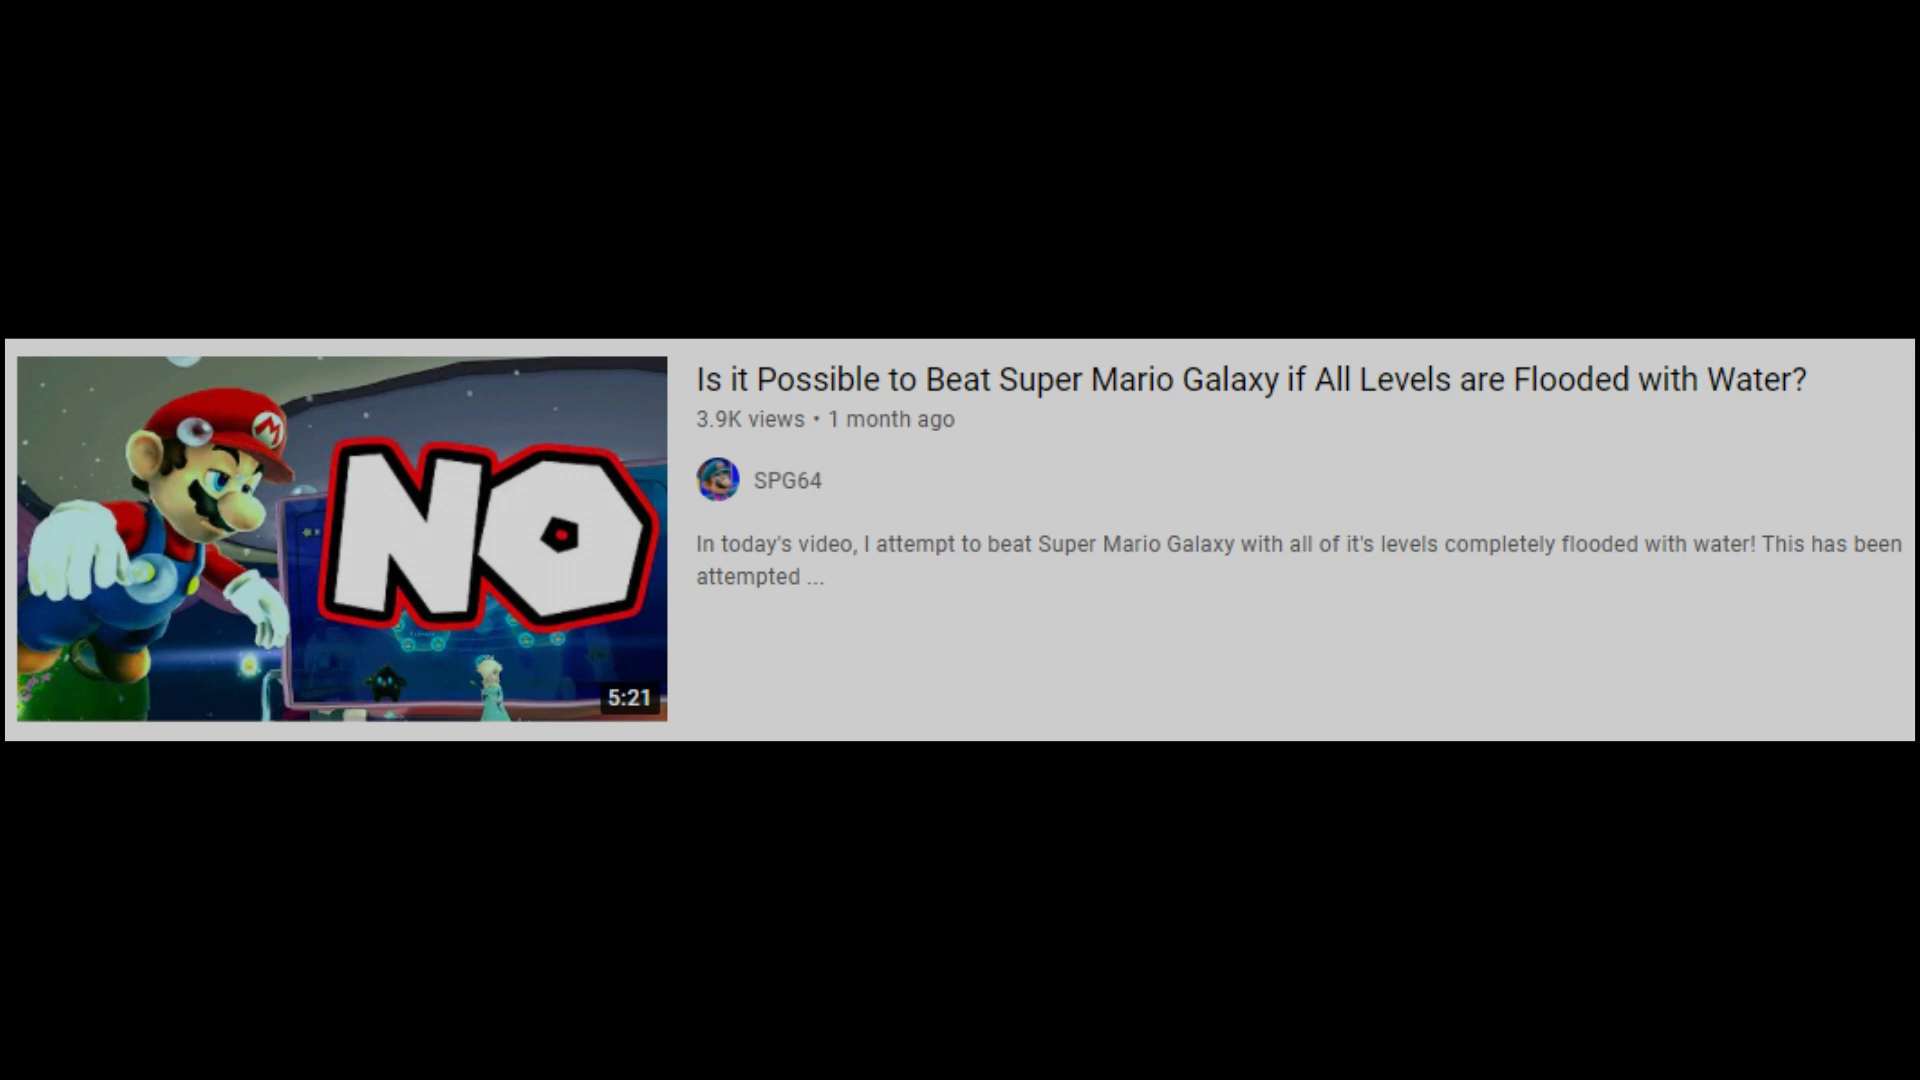 Is it Possible to Beat Super Mario Galaxy if All Levels are Flooded with Water?
3.9K views • 1 month ago
SPG64
In today's video, I attempt to beat Super Mario Galaxy with all of it's levels completely flooded with water! This has been
attempted ...
M
NO
5:21